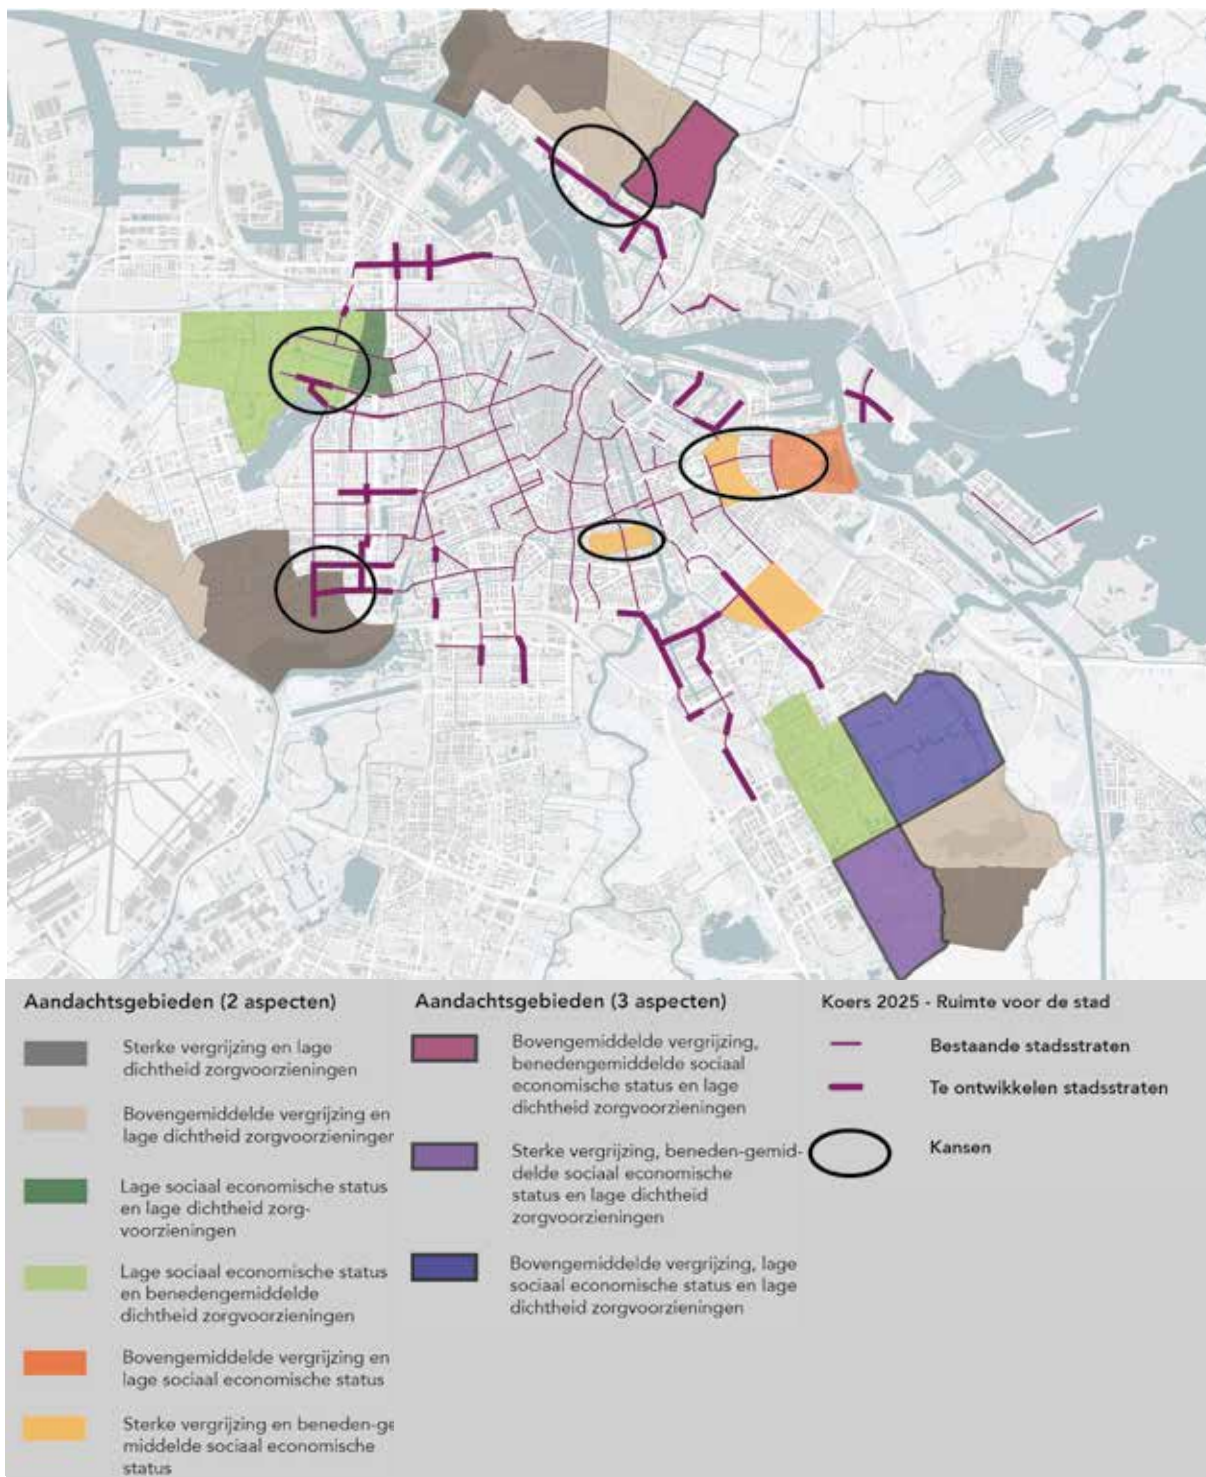 Aandachtsgebieden (2 aspecten)
Sterke vergrijzing en lage
dichtheid zorgvoorzieningen
Bovengemiddelde vergrijzing en
lage dichtheid zorgvoorzieninger
Lage sociaal economische status
en lage dichtheid zorg-
voorzieningen
Lage sociaal economische status
en benedengemiddelde
dichtheid zorgvoorzieningen
Bovengemiddelde vergrijzing en
lage sociaal economische status
Sterke vergrijzing en beneden-ge
middelde sociaal economische
status
Aandachtsgebieden (3 aspecten)
Bovengemiddelde vergrijzing,
benedengemiddelde sociaal
economische status en lage
dichtheid zorgvoorzieningen
Sterke vergrijzing, beneden-gemid-
delde sociaal economische
status en lage dichtheid
zorgvoorzieningen
Bovengemiddelde vergrijzing, lage
sociaal economische status en lage
dichtheid zorgvoorzieningen
Koers 2025 - Ruimte voor de stad
Bestaande stadsstraten
Te ontwikkelen stadsstraten
Kansen